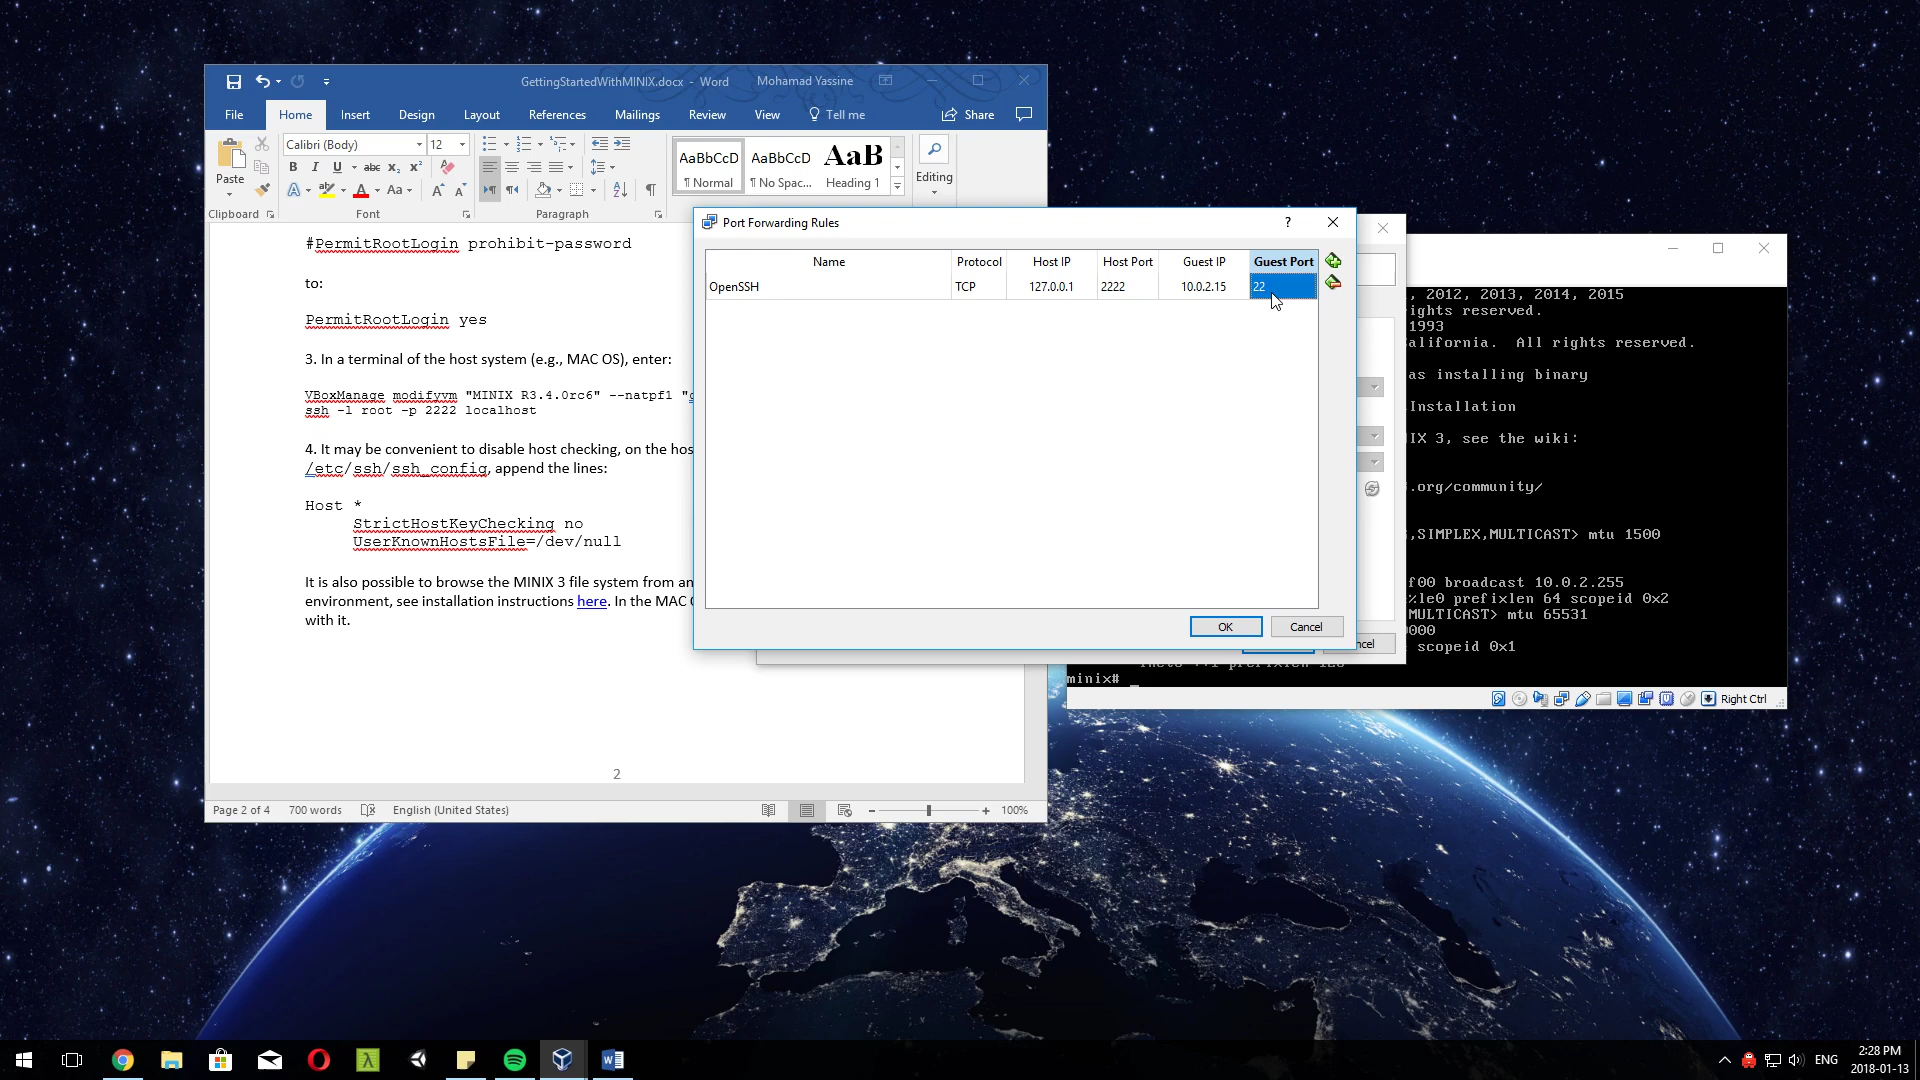 GettingStartedWithMINIX.docx - Word
Mohamad Yassine
File
Home
Insert
Design
Layout
References
Mailings
Review
View
Tell me
Share
Paste
Clipboard
Calibri (Body)
12
B I U abc X₂ X²
A A Aa A A
Font
Paragraph
AaBbCcD
¶ Normal
AaBbCcD
¶ No Spac...
AaB
Heading 1
Editing
#PermitRootLogin prohibit-password
to:
PermitRootLogin yes
3. In a terminal of the host system (e.g., MAC OS), enter:
VBoxManage modifyvm "MINIX R3.4.0rc6" --natpf1 "
ssh -l root -p 2222 localhost
4. It may be convenient to disable host checking, on the hos
/etc/ssh/ssh_config, append the lines:
Host *
StrictHostKeyChecking no
UserKnownHostsFile=/dev/null
It is also possible to browse the MINIX 3 file system from an
environment, see installation instructions here. In the MAC
with it.
2
Page 2 of 4
700 words
English (United States)
100%
Port Forwarding Rules
?
Name
Protocol
Host IP
Host Port
Guest IP
Guest Port
OpenSSH
TCP
127.0.0.1
2222
10.0.2.15
22
OK
Cancel
ncel
, 2012, 2013, 2014, 2015
ights reserved.
1993
alifornia. All rights reserved.
as installing binary
Installation
IX 3, see the wiki:
.org/community/
,SIMPLEX,MULTICAST> mtu 1500
f00 broadcast 10.0.2.255
%le0 prefixlen 64 scopeid 0x2
MULTICAST> mtu 65531
0000
scopeid 0x1
minix# _
Right Ctrl
ENG
2:28 PM
2018-01-13